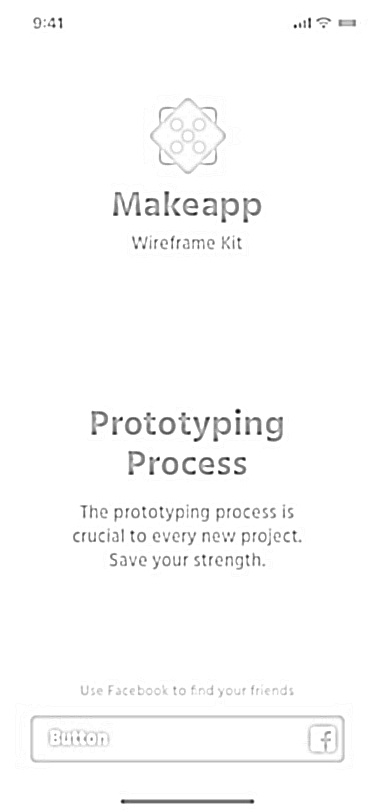 9:41
Makeapp
Wireframe Kit
Prototyping
Process
The prototyping process is
crucial to every new project.
Save your strength.
Use Facebook to find your friends
Button